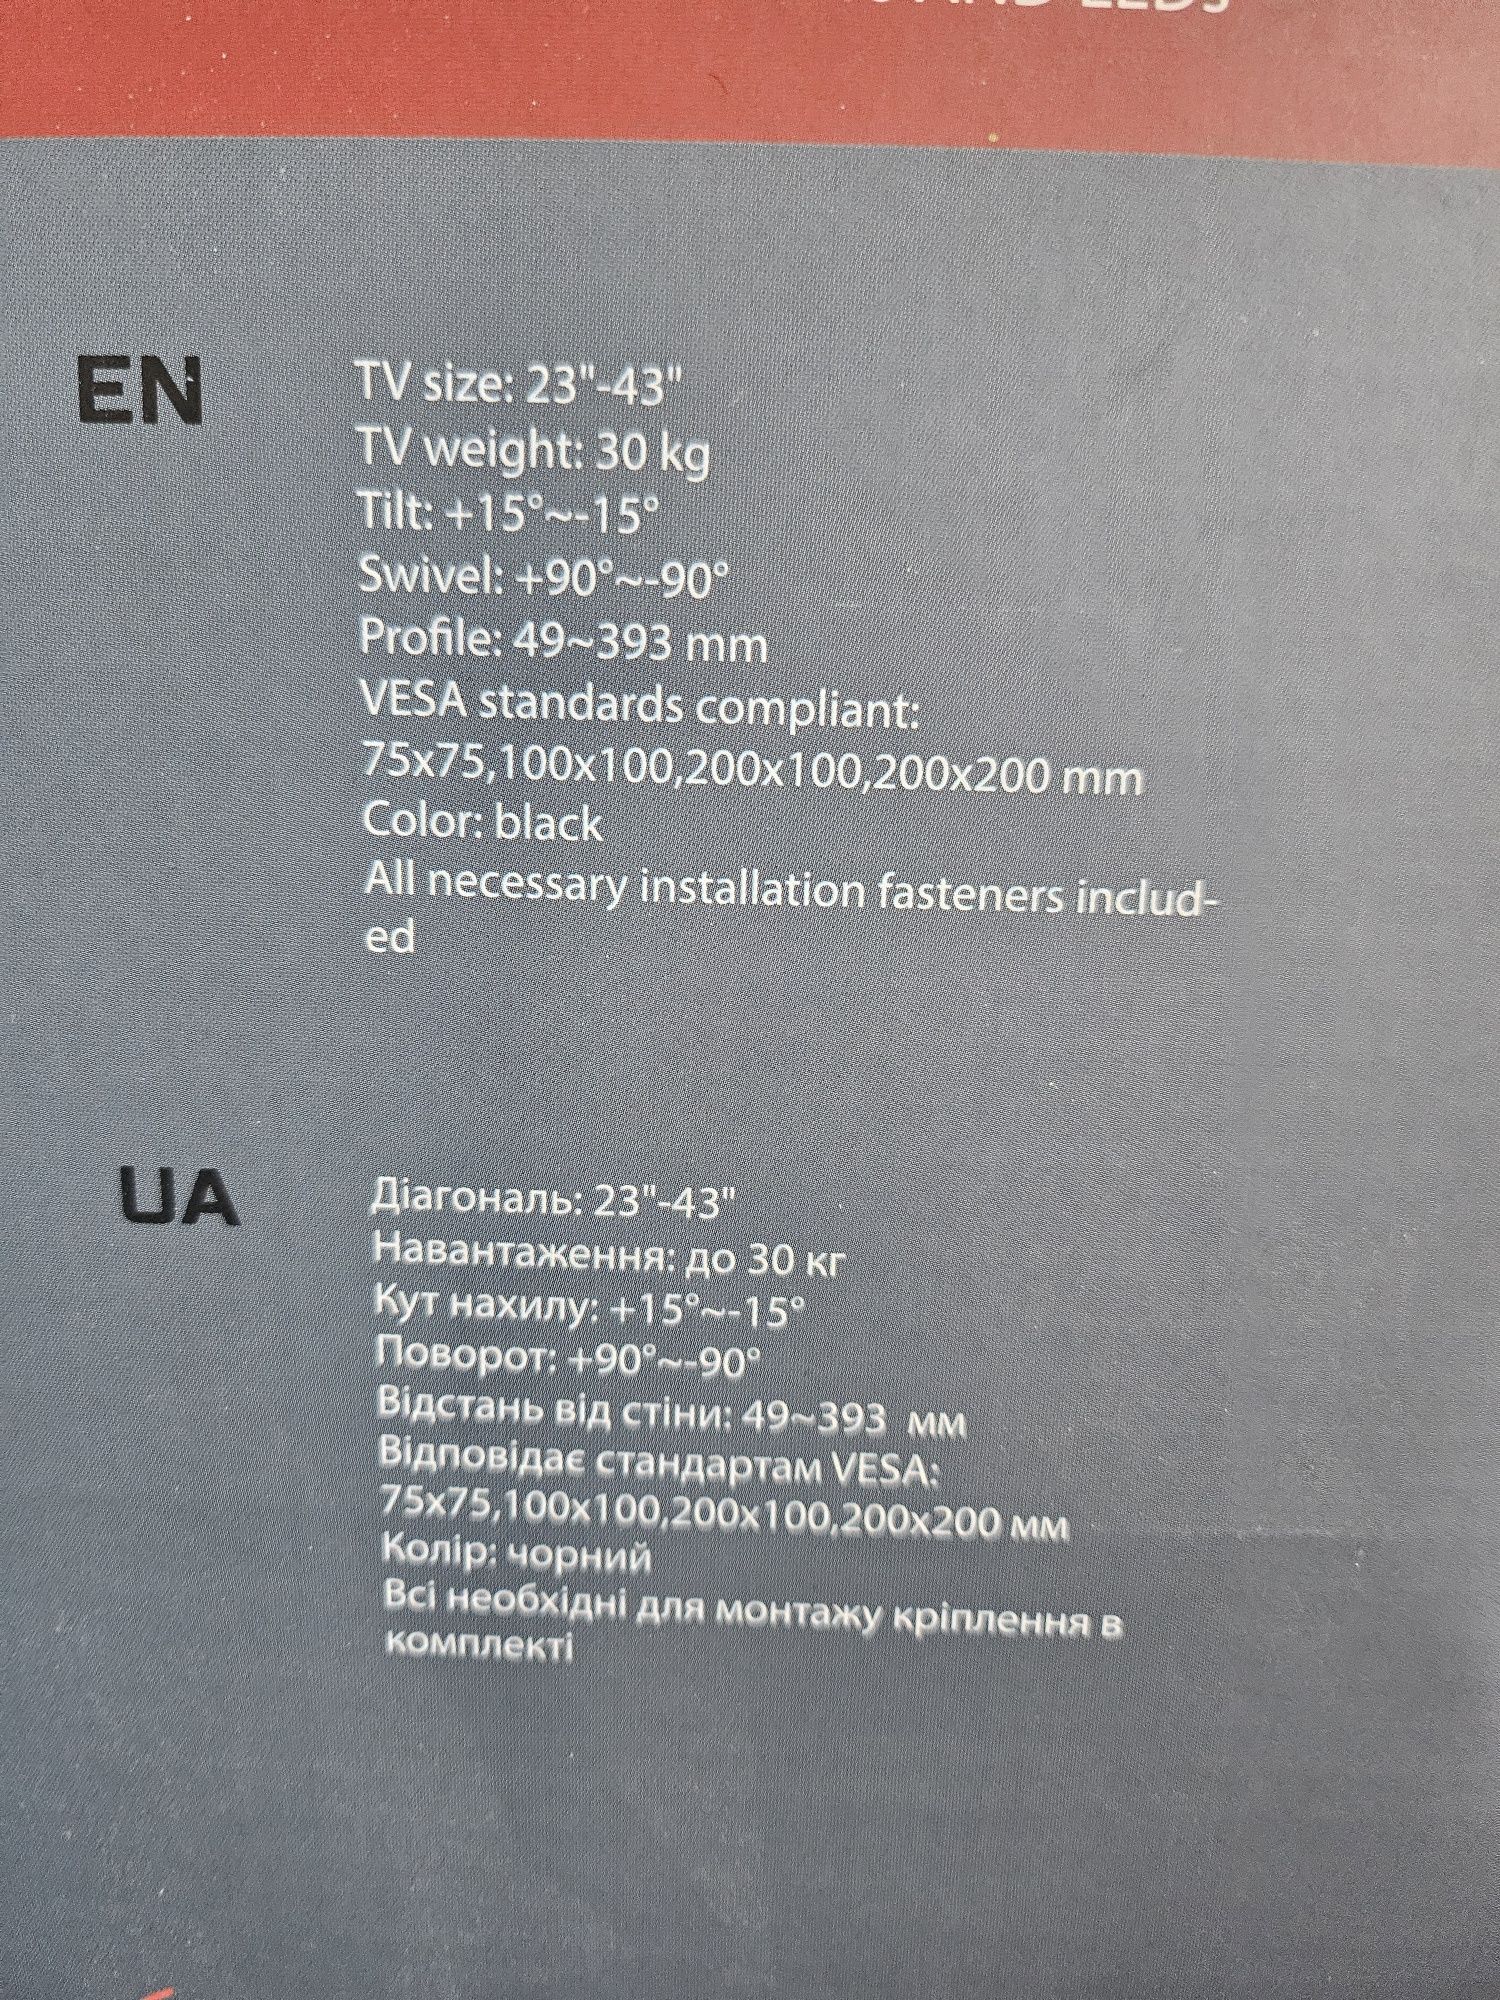 AND LEDs
EN
TV size: 23"-43"
TV weight: 30 kg
Tilt: +15°~-15°
Swivel: +90°~-90°
Profile: 49~393 mm
VESA standards compliant:
75x75,100x100,200x100,200x200 mm
Color: black
All necessary installation fasteners includ-
ed
UA
Діагональ: 23"-43"
Навантаження: до 30 кг
Кут нахилу: +15°~-15°
Поворот: +90°~-90°
Відстань від стіни: 49~393 мм
Відповідає стандартам VESA:
75x75,100x100,200x100,200x200 мм
Колір: чорний
Всі необхідні для монтажу кріплення в
комплекті